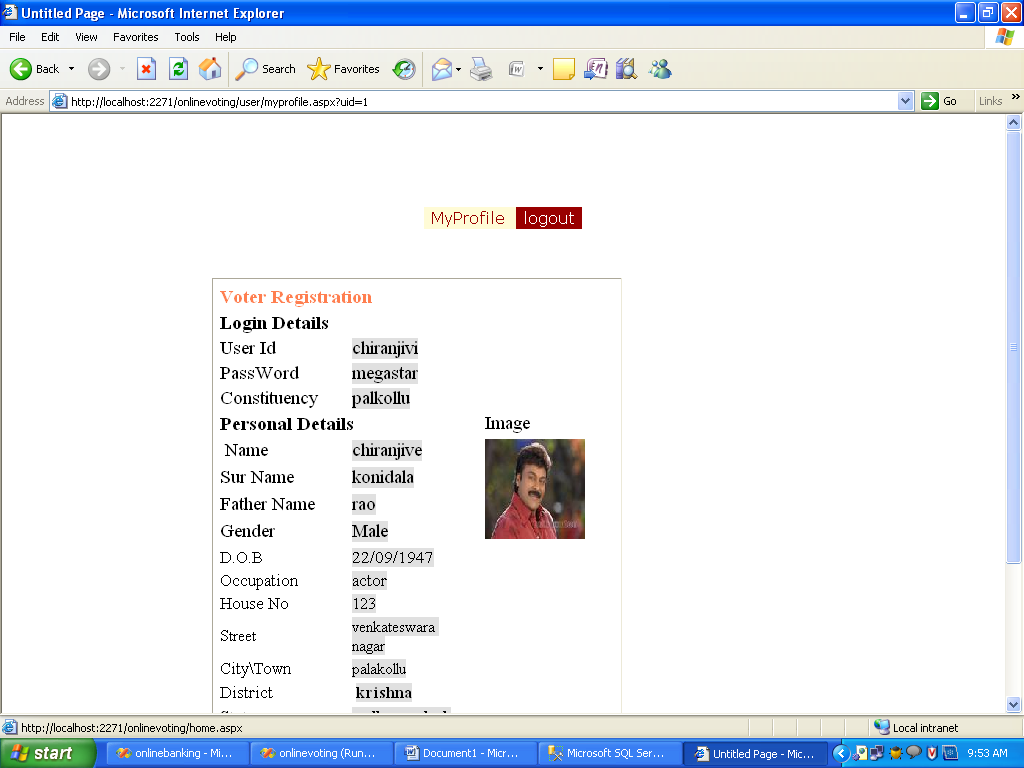 Untitled Page - Microsoft Internet Explorer
File Edit View Favorites Tools Help
Back Search Favorites
Address http://localhost:2271/onlinevoting/user/myprofile.aspx?uid=1 Go Links »
MyProfile logout
Voter Registration
Login Details
User Id chiranjivi
PassWord megastar
Constituency palkollu
Personal Details Image
Name chiranjive
Sur Name konidala
Father Name rao
Gender Male
D.O.B 22/09/1947
Occupation actor
House No 123
Street venkateswara
nagar
City\Town palakollu
District krishna
http://localhost:2271/onlinevoting/home.aspx Local intranet
start onlinebanking - Mi... onlinevoting (Run... Document1 - Micr... Microsoft SQL Ser... Untitled Page - Mic... 9:53 AM